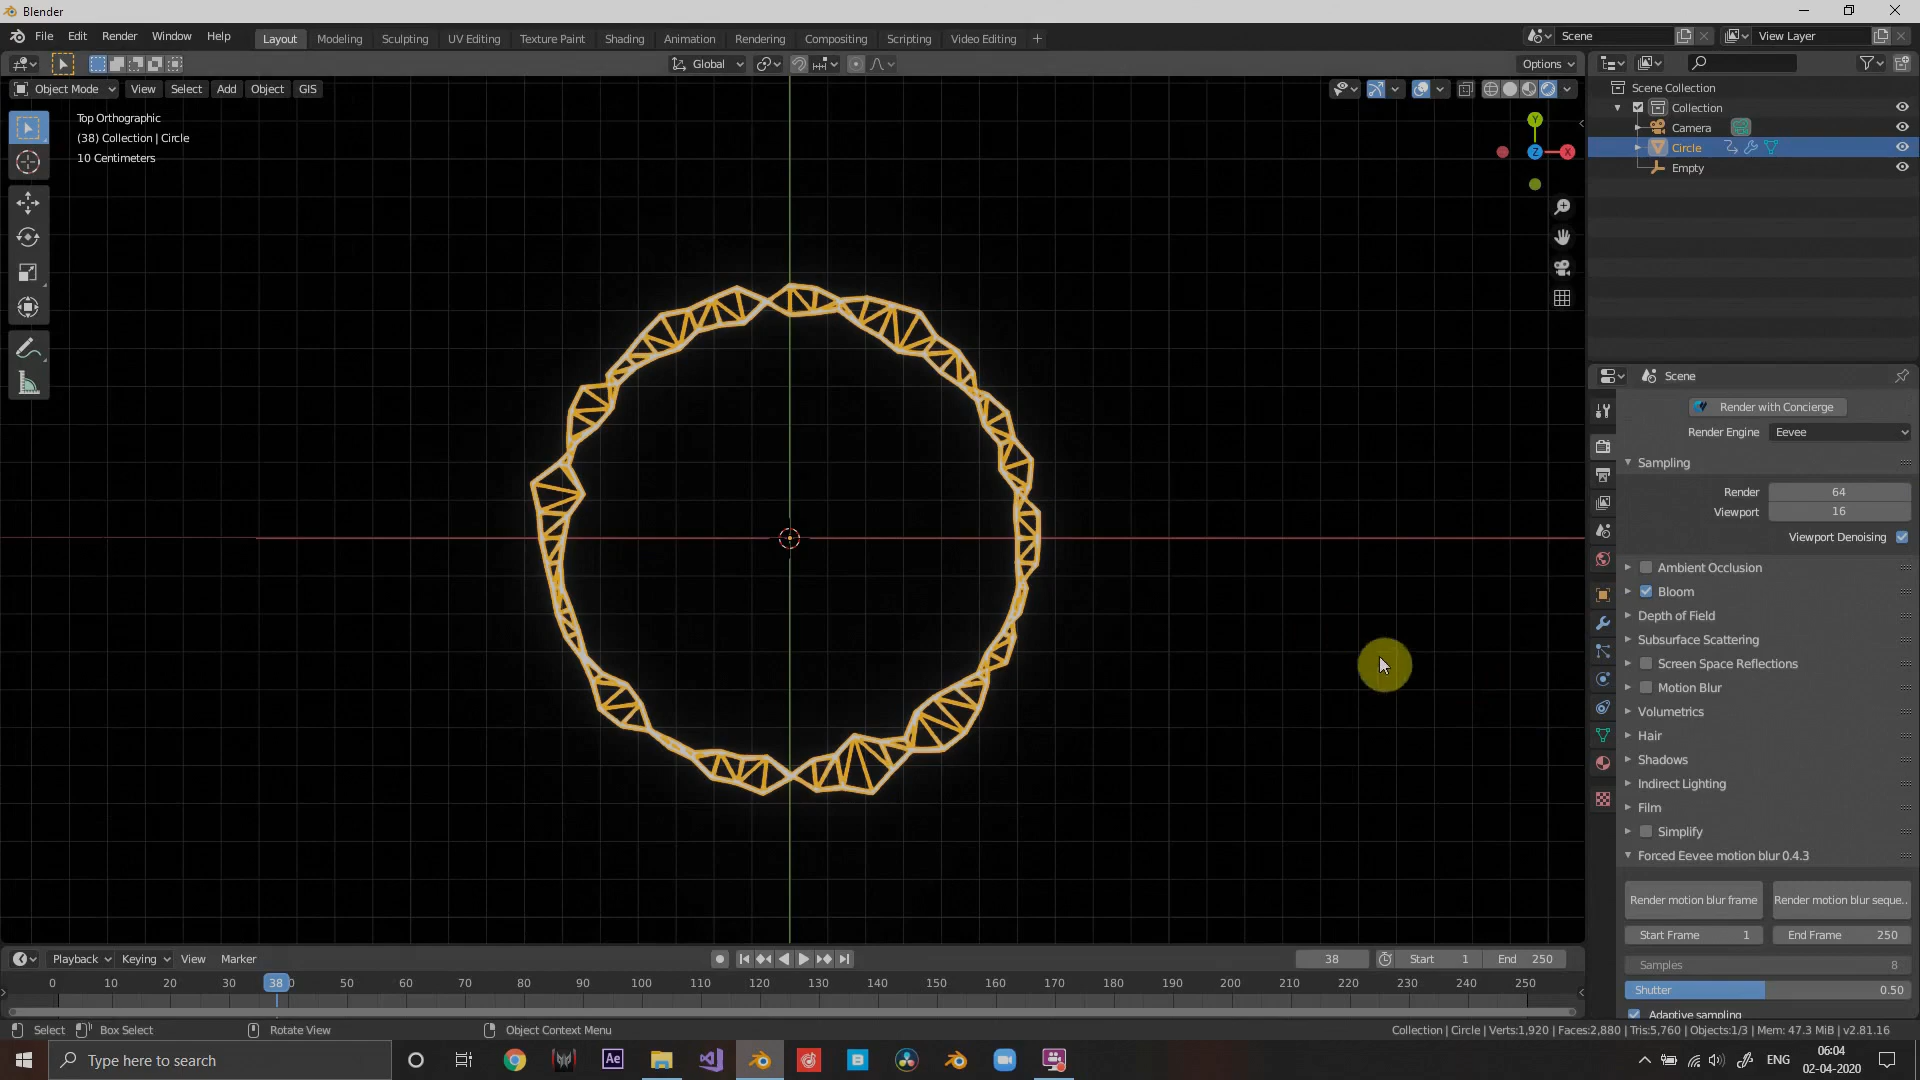 Blender
File Edit Render Window Help
Layout Modeling Sculpting UV Editing Texture Paint Shading Animation Rendering Compositing Scripting Video Editing +
Scene
View Layer
Global
Options
Object Mode View Select Add Object GIS
Top Orthographic
(38) Collection | Circle
10 Centimeters
Y
Z
X
Scene Collection
Collection
Camera
Circle
Empty
Scene
Render with Concierge
Render Engine Eevee
Sampling
Render 64
Viewport 16
Viewport Denoising
Ambient Occlusion
Bloom
Depth of Field
Subsurface Scattering
Screen Space Reflections
Motion Blur
Volumetrics
Hair
Shadows
Indirect Lighting
Film
Simplify
Forced Eevee motion blur 0.4.3
Render motion blur frame Render motion blur seque..
Start Frame 1 End Frame 250
Samples 8
Shutter 0.50
Adaptive sampling
Playback Keying View Marker
38 Start 1 End 250
0 10 20 30 38 0 50 60 70 80 90 100 110 120 130 140 150 160 170 180 190 200 210 220 230 240 250
Select Box Select Rotate View Object Context Menu
Collection | Circle | Verts:1,920 | Faces:2,880 | Tris:5,760 | Objects:1/3 | Mem: 47.3 MiB | v2.81.16
Type here to search
Ae
B
ENG
06:04
02-04-2020